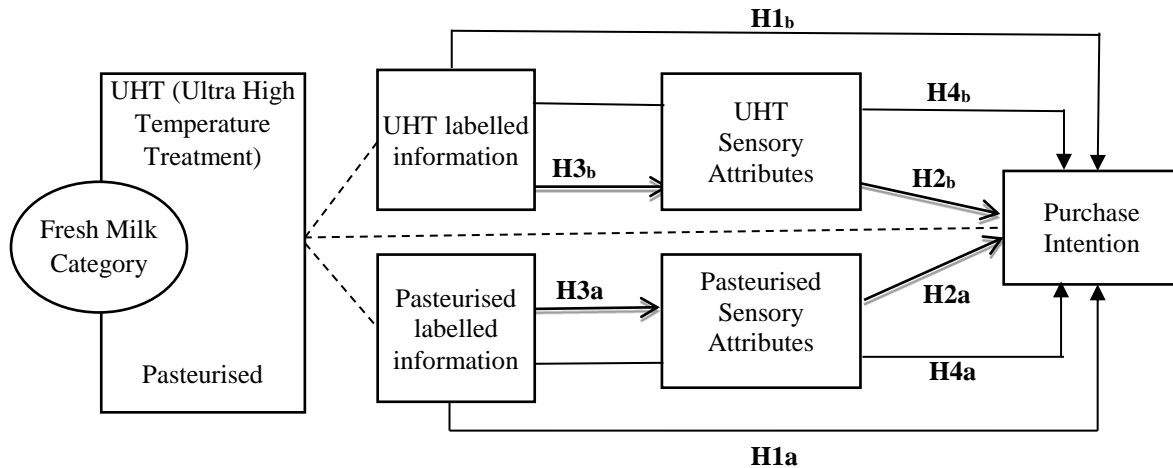 H1b
UHT (Ultra High
Temperature
Treatment)
Fresh Milk
Category
Pasteurised
UHT labelled
information
H3b
UHT
Sensory
Attributes
H4b
H2b
Purchase
Intention
Pasteurised
labelled
information
H3a
Pasteurised
Sensory
Attributes
H2a
H4a
H1a